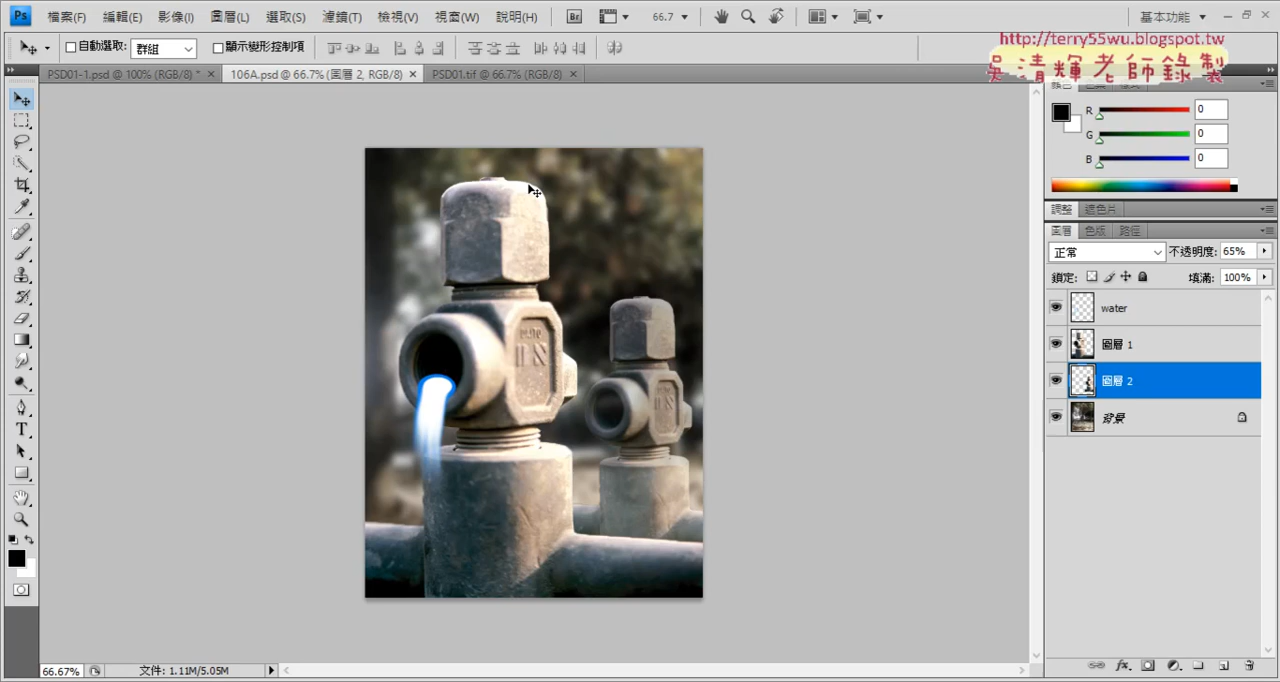 Ps 檔案(F) 編輯(E) 影像(I) 圖層(L) 選取(S) 濾鏡(T) 檢視(V) 視窗(W) 說明(H) Br 66.7 基本功能
自動選取: 群組 顯示變形控制項
http://terry55wu.blogspot.tw
吳清輝老師錄製
PSD01-1.psd @ 100% (RGB/8) * 106A.psd @ 66.7% (圖層 2, RGB/8) PSD01.tif @ 66.7% (RGB/8)
R 0
G 0
B 0
調整 遮色片
圖層 色版 路徑
正常 不透明度: 65%
鎖定: 填滿: 100%
water
圖層 1
圖層 2
背景
T
66.67% 文件: 1.11M/5.05M
fx